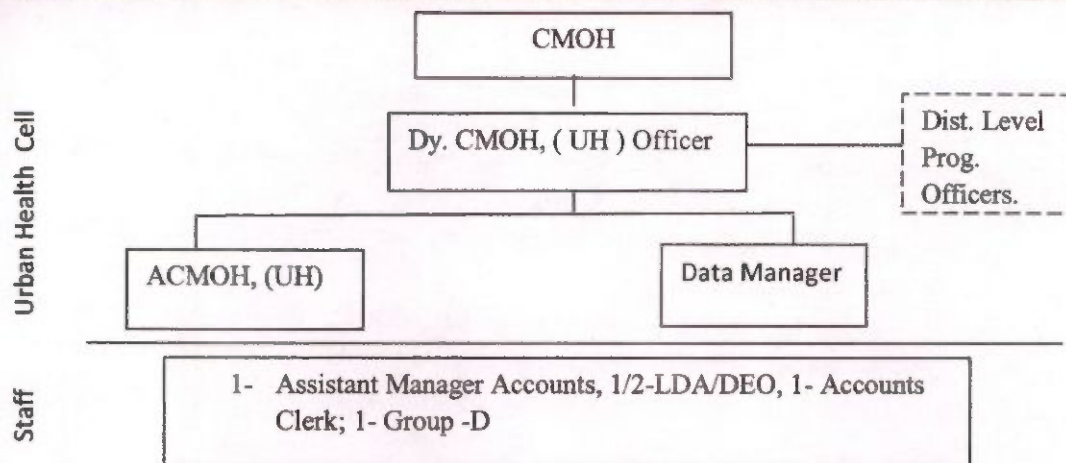 CMOH
Dy. CMOH, ( UH ) Officer
Dist. Level
Prog.
Officers.
ACMOH, (UH)
Data Manager
Urban Health Cell
1- Assistant Manager Accounts, 1/2-LDA/DEO, 1- Accounts
Clerk; 1- Group -D
Staff